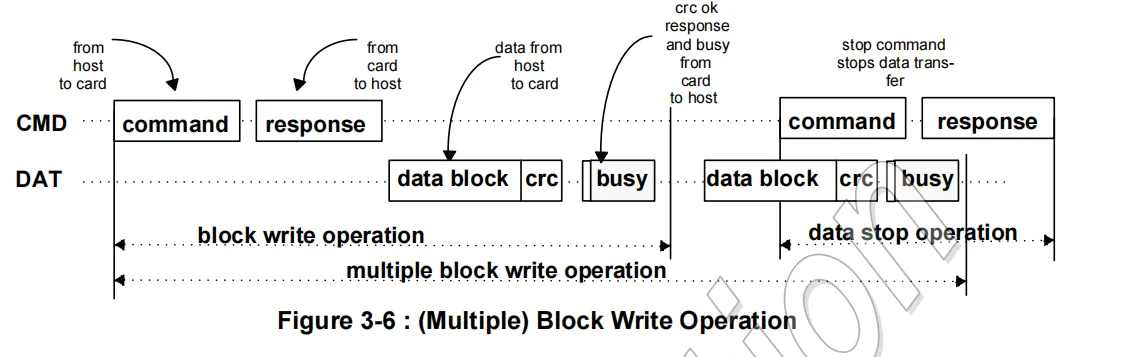 from
host
to card
from
card
to host
data from
host
to card
crc ok
response
and busy
from
card
to host
stop command
stops data trans-
fer
CMD
command
response
command
response
DAT
data block
crc
busy
data block
crc
busy
block write operation
data stop operation
multiple block write operation
Figure 3-6 : (Multiple) Block Write Operation